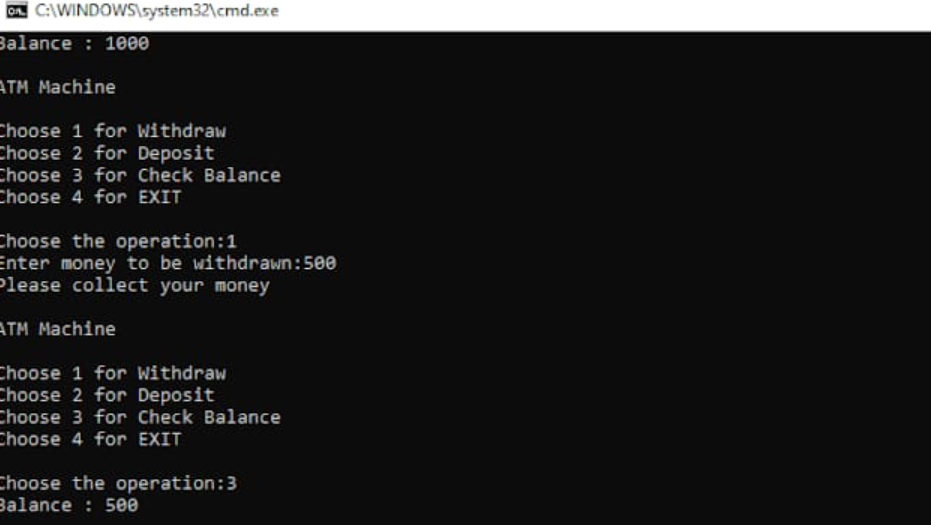 C:\WINDOWS\system32\cmd.exe
Balance : 1000
ATM Machine
Choose 1 for Withdraw
Choose 2 for Deposit
Choose 3 for Check Balance
Choose 4 for EXIT
Choose the operation:1
Enter money to be withdrawn:500
Please collect your money
ATM Machine
Choose 1 for Withdraw
Choose 2 for Deposit
Choose 3 for Check Balance
Choose 4 for EXIT
Choose the operation:3
Balance : 500